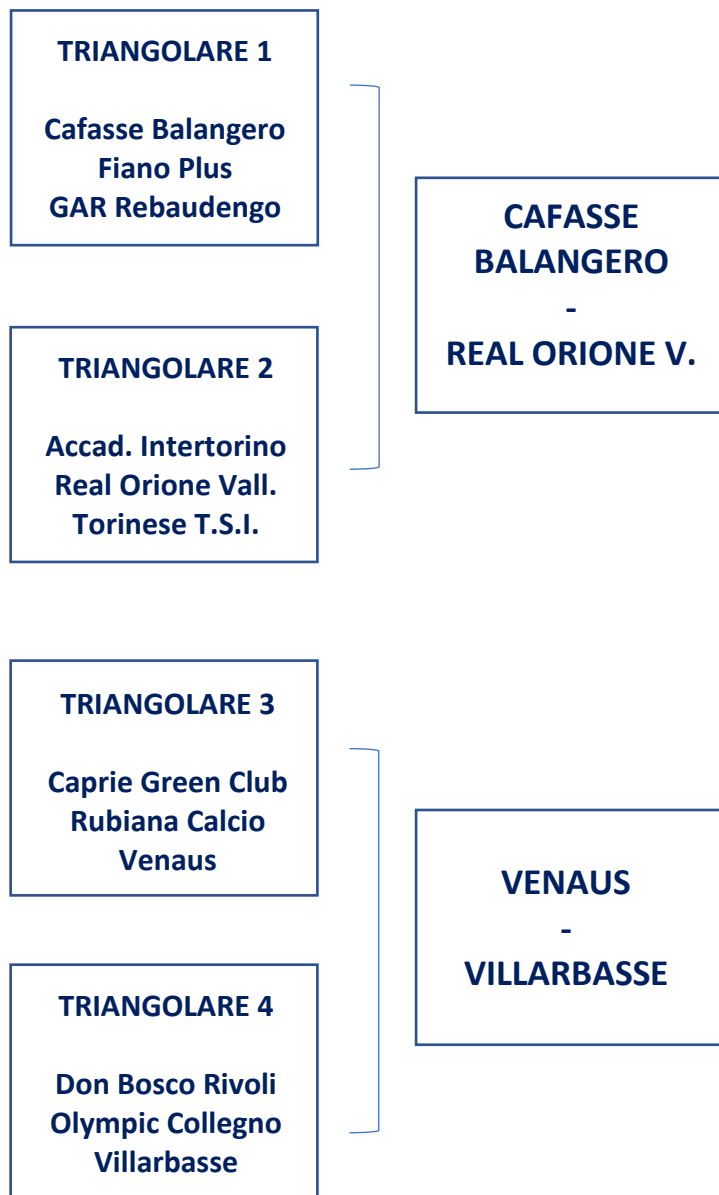 TRIANGOLARE 1
Cafasse Balangero
Fiano Plus
GAR Rebaudengo
CAFASSE
BALANGERO
-
REAL ORIONE V.
TRIANGOLARE 2
Accad. Intertorino
Real Orione Vall.
Torinese T.S.I.
TRIANGOLARE 3
Caprie Green Club
Rubiana Calcio
Venaus
VENAUS
-
VILLARBASSE
TRIANGOLARE 4
Don Bosco Rivoli
Olympic Collegno
Villarbasse